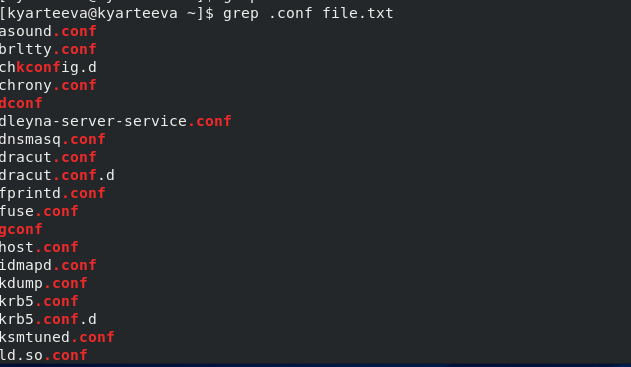 [kyarteeva@kyarteeva ~]$ grep .conf file.txt
asound.conf
brltty.conf
chkconfig.d
chrony.conf
dconf
dleyna-server-service.conf
dnsmasq.conf
dracut.conf
dracut.conf.d
fprintd.conf
fuse.conf
gconf
host.conf
idmapd.conf
kdump.conf
krb5.conf
krb5.conf.d
ksmtuned.conf
ld.so.conf